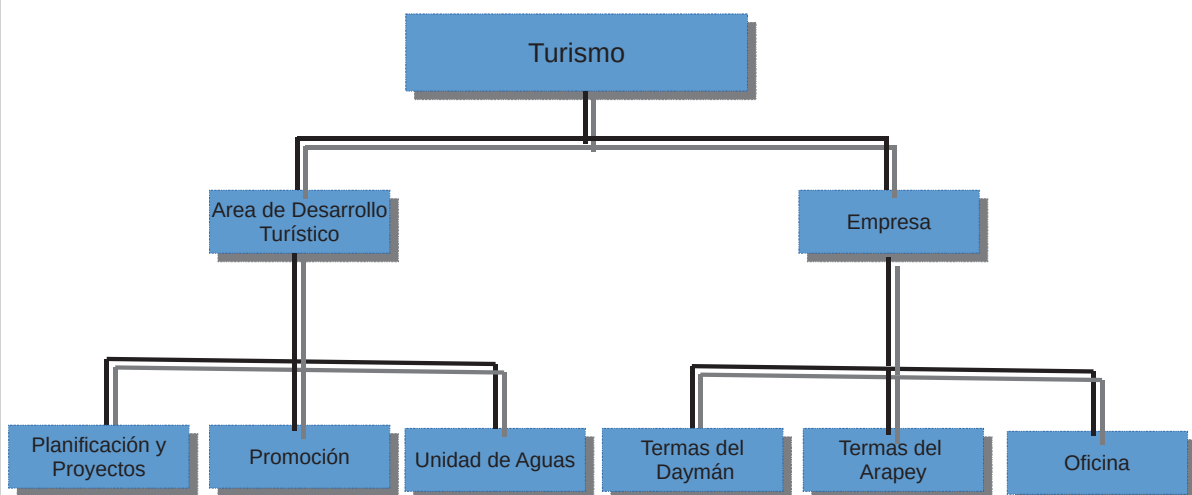 Turismo
Area de Desarrollo
Turístico
Empresa
Planificación y
Proyectos
Promoción
Unidad de Aguas
Termas del
Daymán
Termas del
Arapey
Oficina